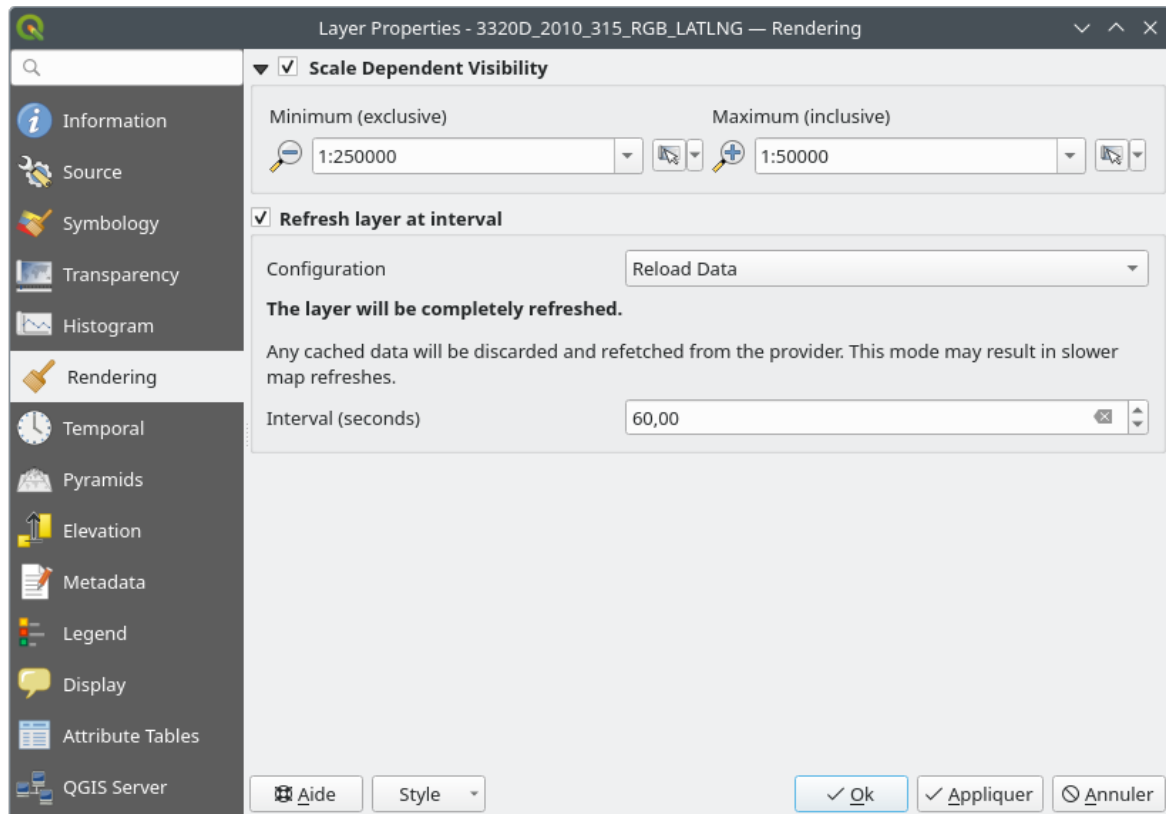 Layer Properties - 3320D_2010_315_RGB_LATLNG — Rendering
Information
Source
Symbology
Transparency
Histogram
Rendering
Temporal
Pyramids
Elevation
Metadata
Legend
Display
Attribute Tables
QGIS Server
Scale Dependent Visibility
Minimum (exclusive) Maximum (inclusive)
1:250000 1:50000
Refresh layer at interval
Configuration Reload Data
The layer will be completely refreshed.
Any cached data will be discarded and refetched from the provider. This mode may result in slower
map refreshes.
Interval (seconds) 60,00
Aide Style Ok Appliquer Annuler